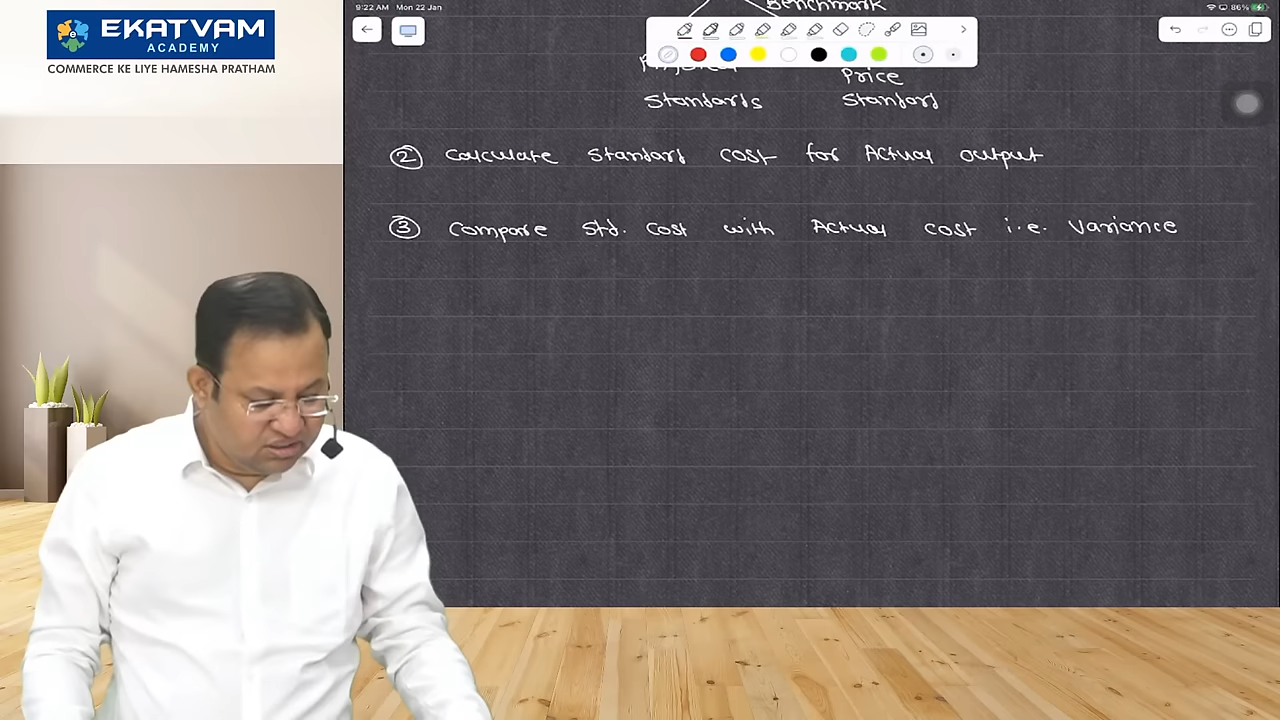 EKATVAM
ACADEMY
COMMERCE KE LIYE HAMESHA PRATHAM
9:22 AM Mon 22 Jan
86%
Benchmark
Price
Standards Standard
② Calculate Standard cost for Actual output
③ Compare Std. Cost with Actual cost i.e. Variance